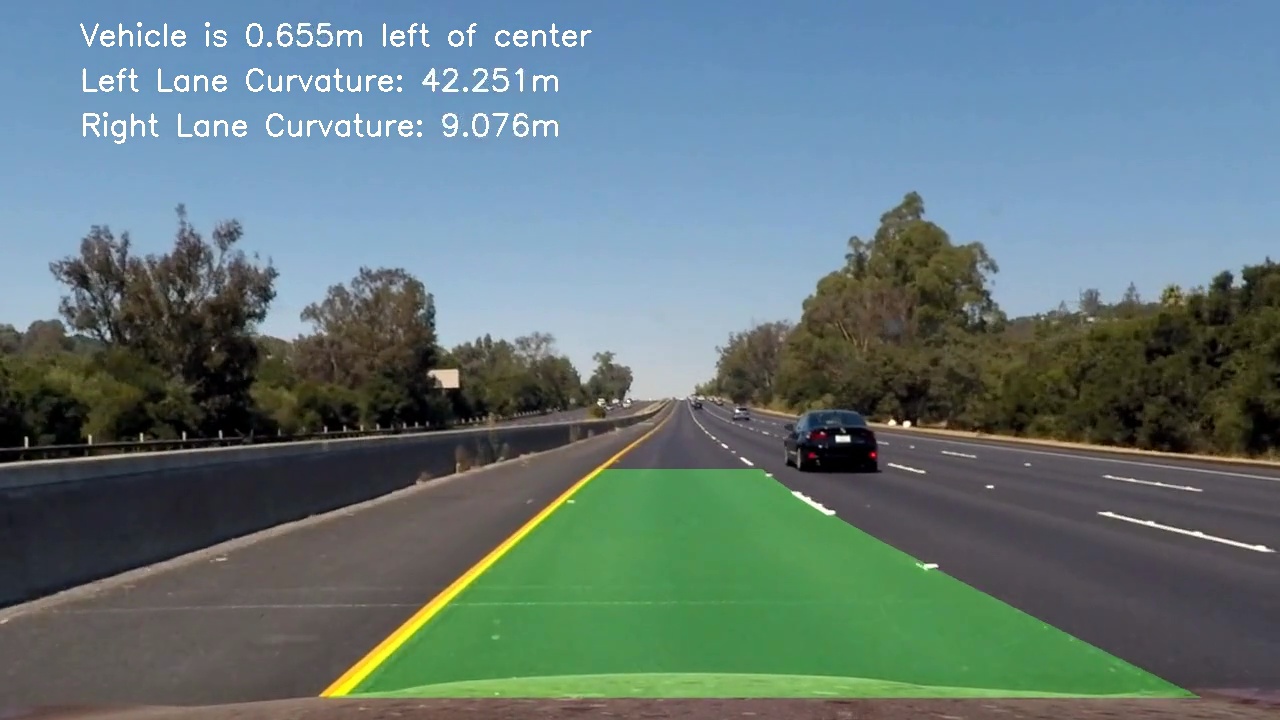 Vehicle is 0.655m left of center
Left Lane Curvature: 42.251m
Right Lane Curvature: 9.076m